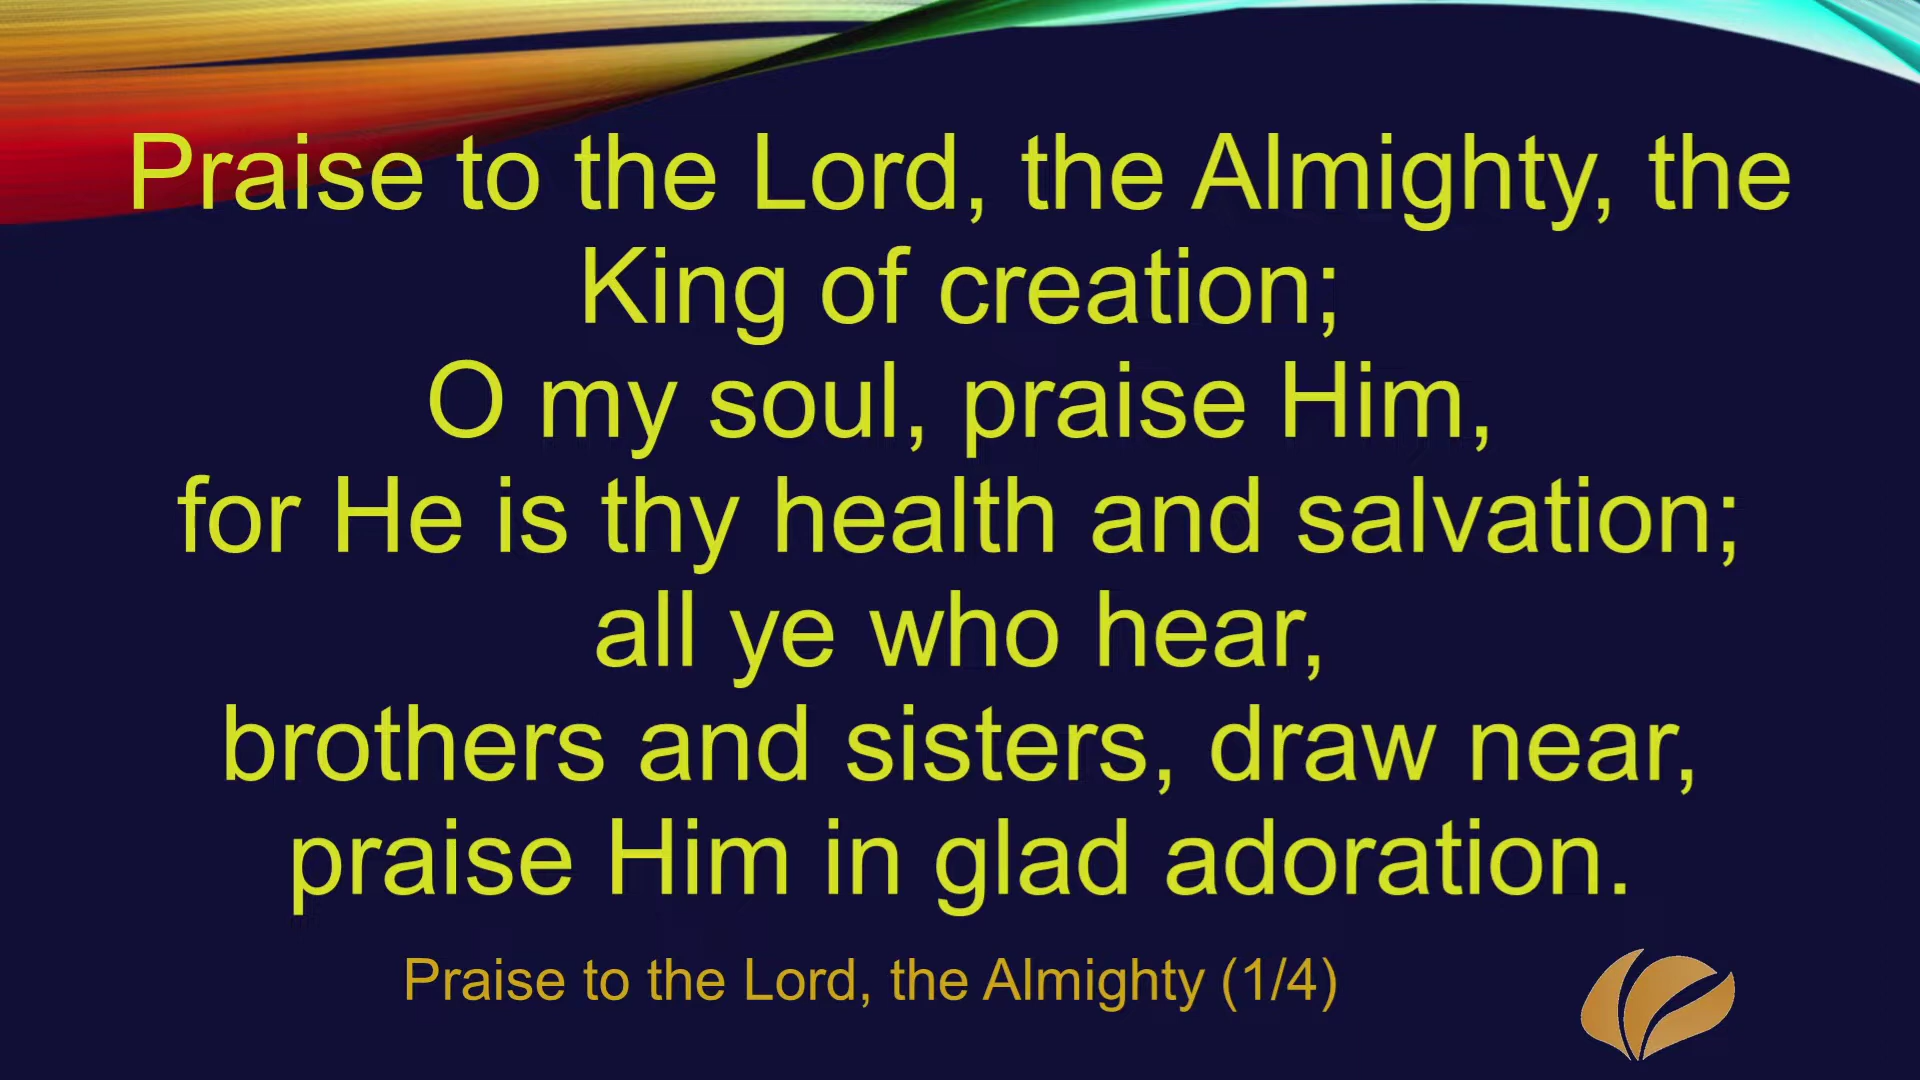 Praise to the Lord, the Almighty, the
King of creation;
O my soul, praise Him,
for He is thy health and salvation;
all ye who hear,
brothers and sisters, draw near,
praise Him in glad adoration.
Praise to the Lord, the Almighty (1/4)